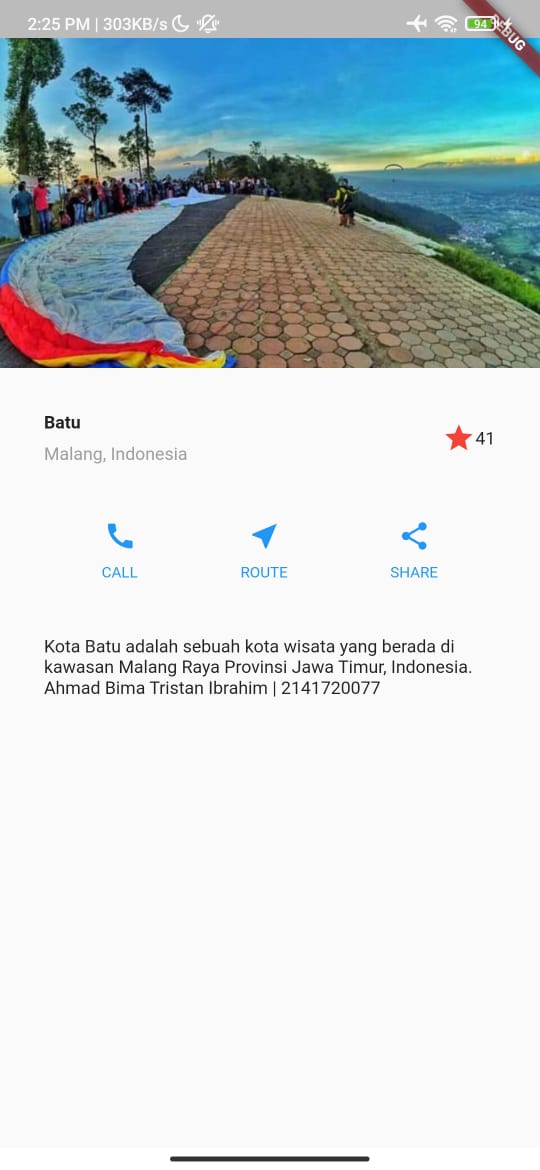 2:25 PM | 303KB/s
94
DEBUG
Batu
Malang, Indonesia
41
CALL
ROUTE
SHARE
Kota Batu adalah sebuah kota wisata yang berada di
kawasan Malang Raya Provinsi Jawa Timur, Indonesia.
Ahmad Bima Tristan Ibrahim | 2141720077